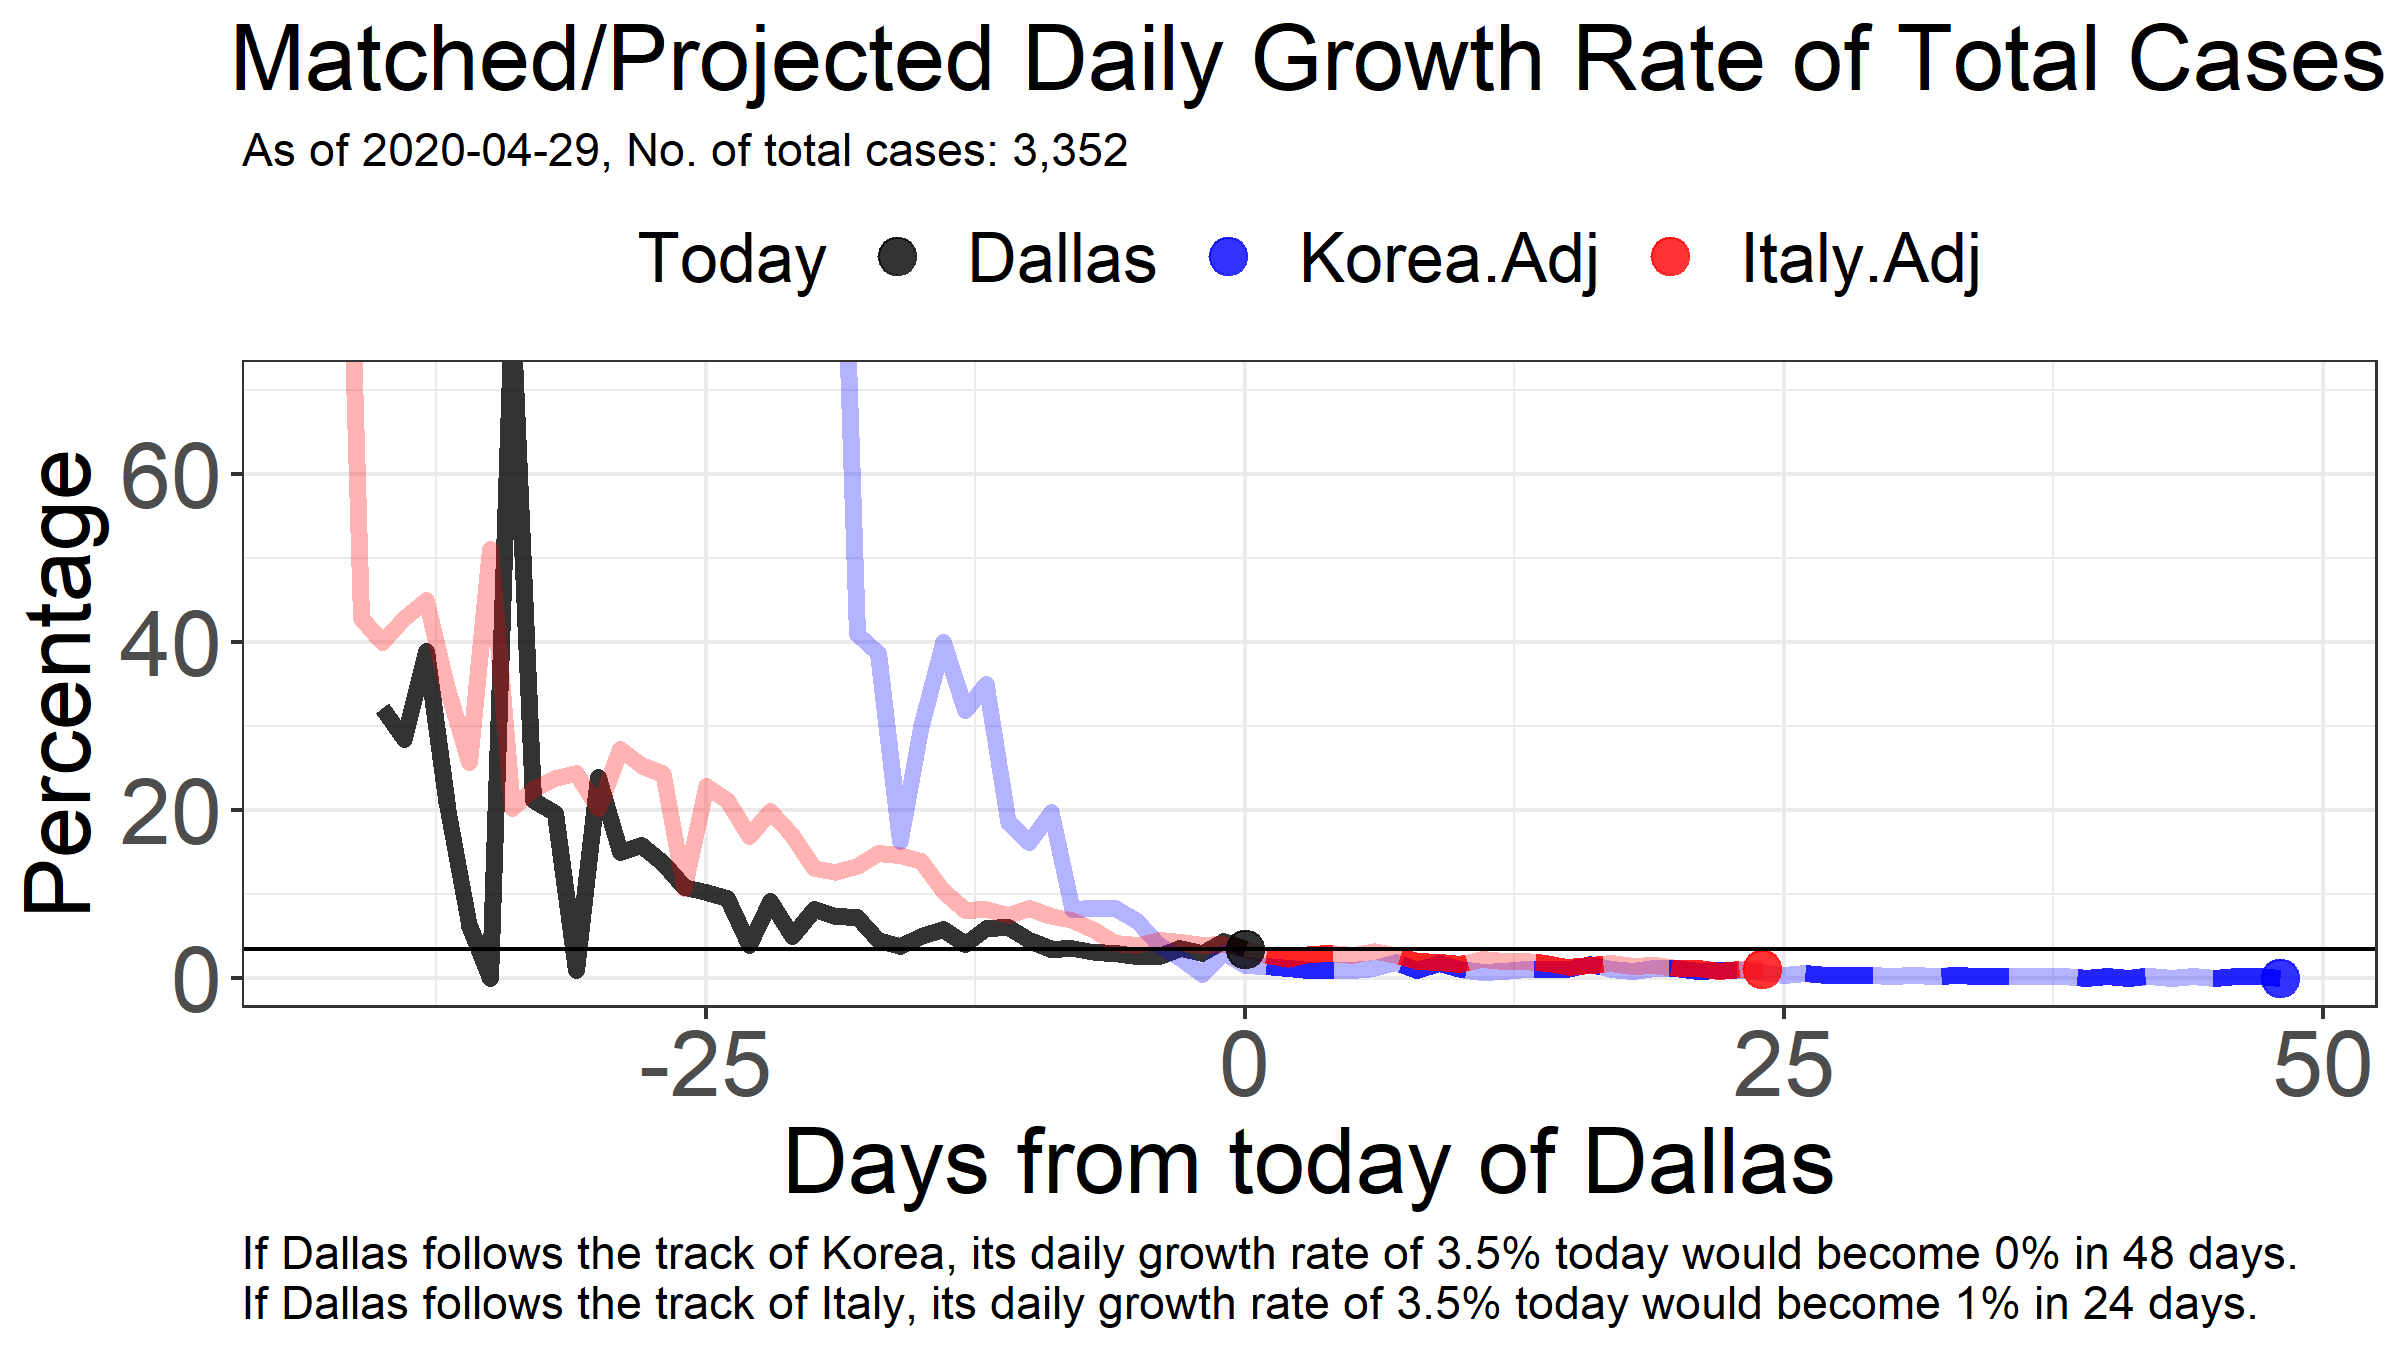 Matched/Projected Daily Growth Rate of Total Cases
As of 2020-04-29, No. of total cases: 3,352
Today Dallas Korea.Adj Italy.Adj
Percentage
60
40
20
0
-25 0 25 50
Days from today of Dallas
If Dallas follows the track of Korea, its daily growth rate of 3.5% today would become 0% in 48 days.
If Dallas follows the track of Italy, its daily growth rate of 3.5% today would become 1% in 24 days.